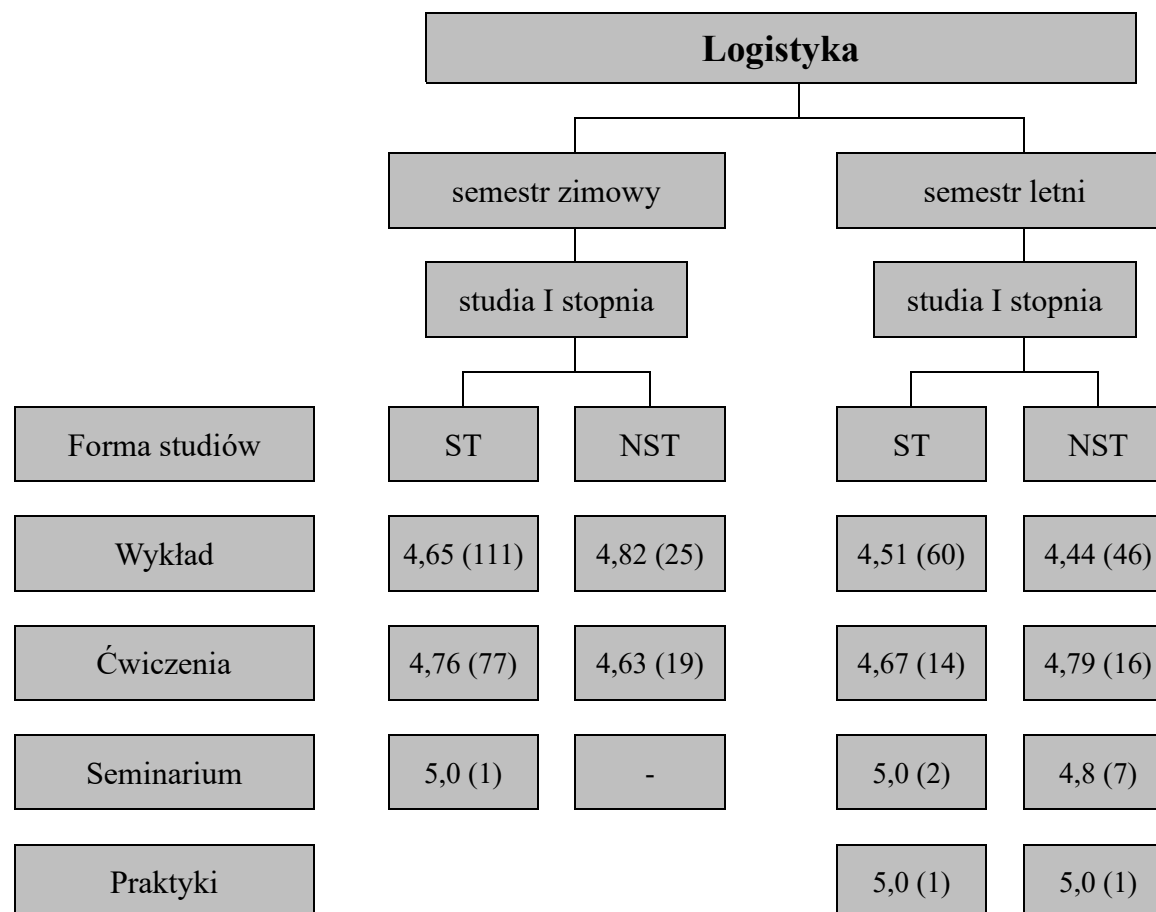 Logistyka
semestr zimowy semestr letni
studia I stopnia studia I stopnia
Forma studiów ST NST ST NST
Wykład 4,65 (111) 4,82 (25) 4,51 (60) 4,44 (46)
Ćwiczenia 4,76 (77) 4,63 (19) 4,67 (14) 4,79 (16)
Seminarium 5,0 (1) - 5,0 (2) 4,8 (7)
Praktyki 5,0 (1) 5,0 (1)